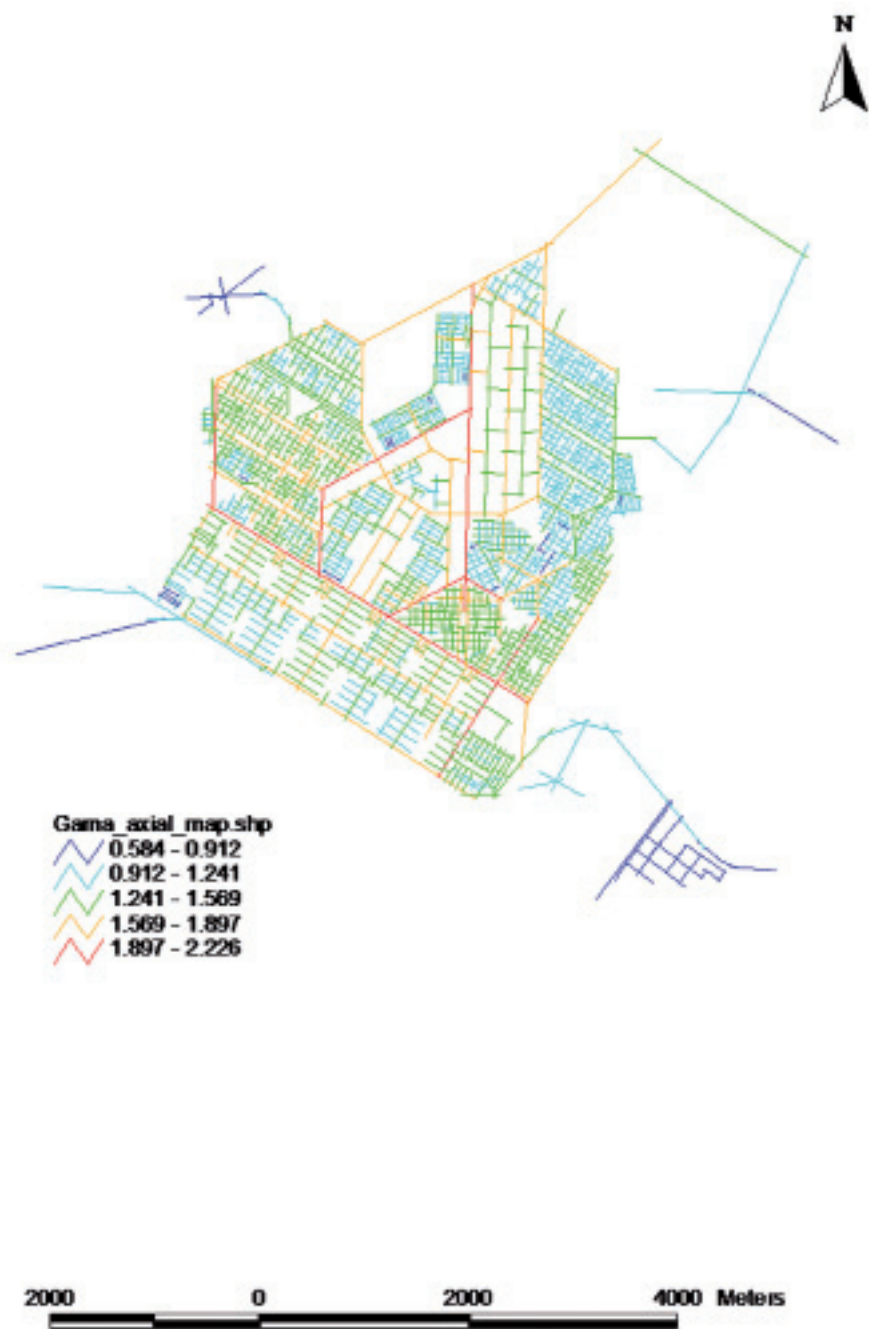 N
Gama_axial_map.shp
0.584 - 0.912
0.912 - 1.241
1.241 - 1.569
1.569 - 1.897
1.897 - 2.226
2000 0 2000 4000 Meters